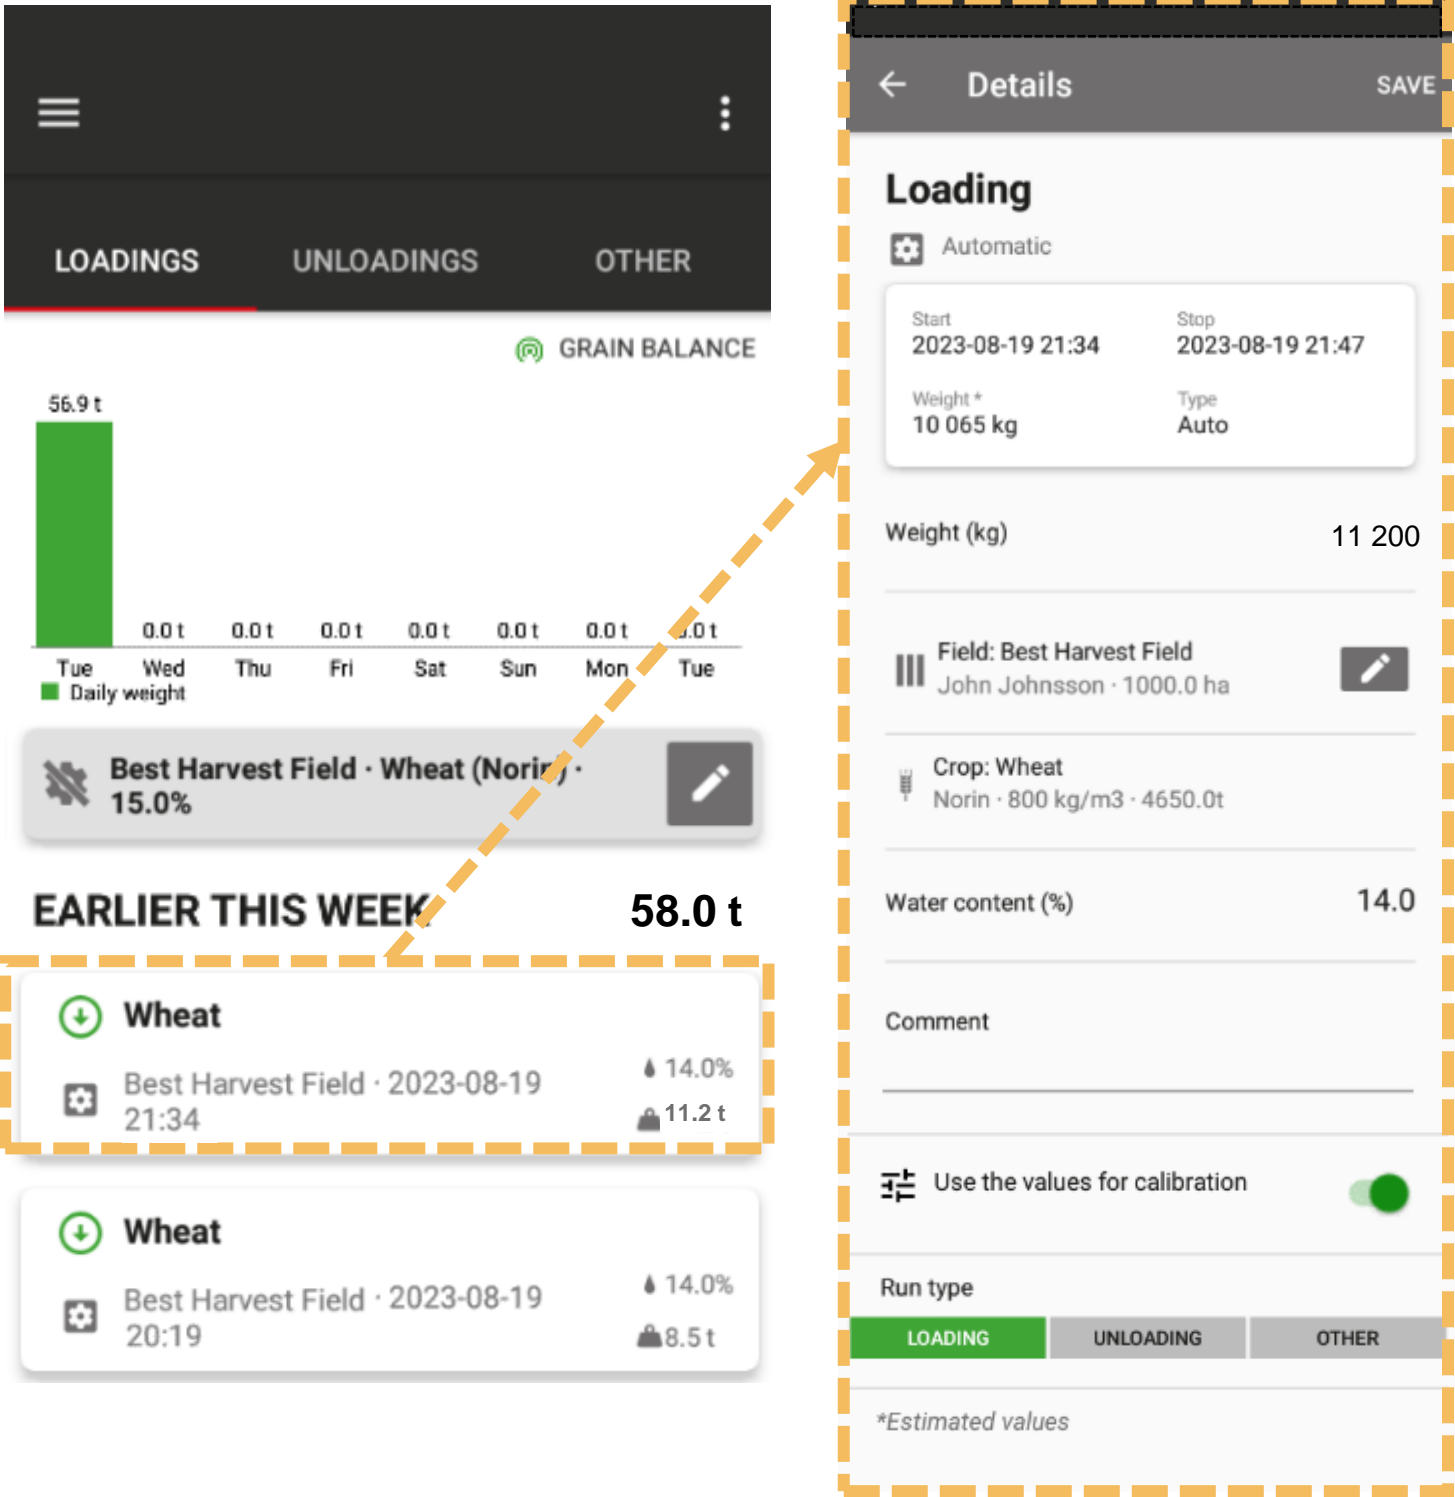 LOADINGS UNLOADINGS OTHER
GRAIN BALANCE
56.9 t
0.0 t 0.0 t 0.0 t 0.0 t 0.0 t 0.0 t
Tue Wed Thu Fri Sat Sun Mon Tue
Daily weight
Best Harvest Field · Wheat (Norin) ·
15.0%
EARLIER THIS WEEK 58.0 t
Wheat
Best Harvest Field · 2023-08-19 14.0%
21:34 11.2 t
Wheat
Best Harvest Field · 2023-08-19 14.0%
20:19 8.5 t
Details SAVE
Loading
Automatic
Start Stop
2023-08-19 21:34 2023-08-19 21:47
Weight * Type
10 065 kg Auto
Weight (kg) 11 200
Field: Best Harvest Field
John Johnsson · 1000.0 ha
Crop: Wheat
Norin · 800 kg/m3 · 4650.0t
Water content (%) 14.0
Comment
Use the values for calibration
Run type
LOADING UNLOADING OTHER
*Estimated values